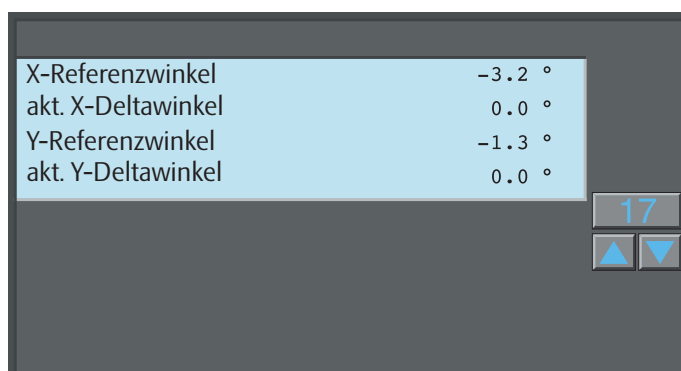 X-Referenzwinkel -3.2 °
akt. X-Deltawinkel 0.0 °
Y-Referenzwinkel -1.3 °
akt. Y-Deltawinkel 0.0 °
17